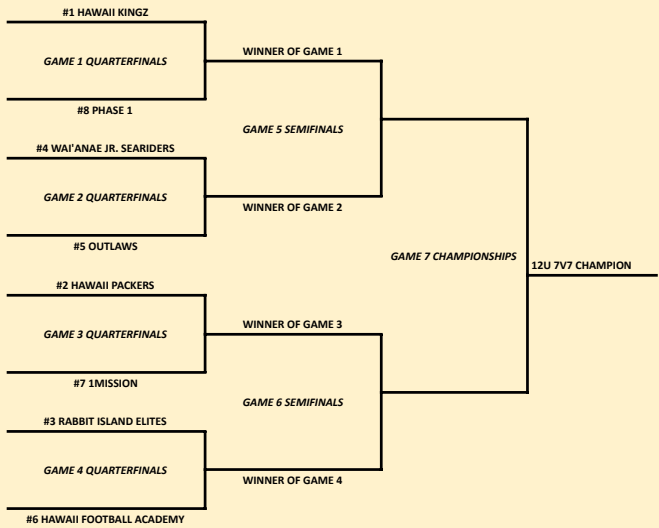 #1 HAWAII KINGZ
GAME 1 QUARTERFINALS
#8 PHASE 1
WINNER OF GAME 1
GAME 5 SEMIFINALS
#4 WAI'ANAE JR. SEARIDERS
GAME 2 QUARTERFINALS
#5 OUTLAWS
WINNER OF GAME 2
GAME 7 CHAMPIONSHIPS
12U 7V7 CHAMPION
#2 HAWAII PACKERS
GAME 3 QUARTERFINALS
#7 1MISSION
WINNER OF GAME 3
GAME 6 SEMIFINALS
#3 RABBIT ISLAND ELITES
GAME 4 QUARTERFINALS
#6 HAWAII FOOTBALL ACADEMY
WINNER OF GAME 4